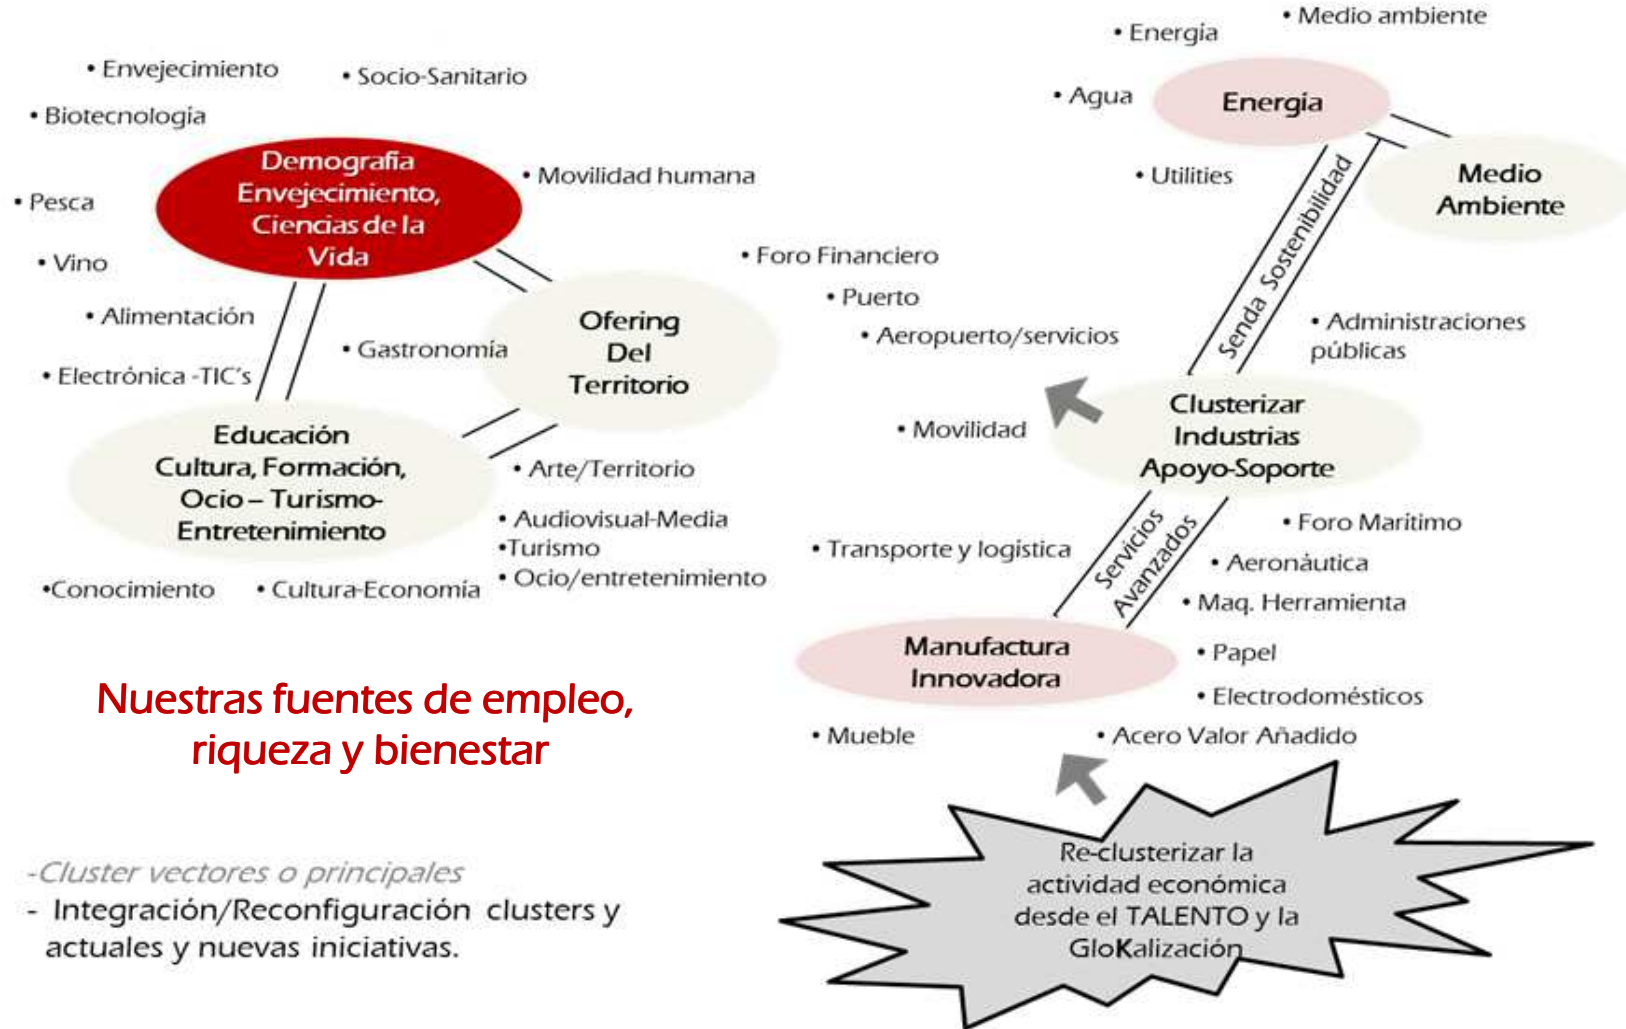 • Envejecimiento
• Socio-Sanitario
• Biotecnología
Demografía
Envejecimiento,
Ciencias de la
Vida
• Movilidad humana
• Pesca
• Vino
• Alimentación
• Gastronomía
• Electrónica -TIC's
Ofering
Del
Territorio
Educación
Cultura, Formación,
Ocio – Turismo-
Entretenimiento
• Arte/Territorio
• Audiovisual-Media
•Turismo
• Ocio/entretenimiento
•Conocimiento
• Cultura-Economía
• Medio ambiente
• Energía
• Agua
Energía
• Utilities
Medio
Ambiente
Senda Sostenibilidad
• Foro Financiero
• Puerto
• Aeropuerto/servicios
• Administraciones
públicas
• Movilidad
Clusterizar
Industrias
Apoyo-Soporte
Servicios
Avanzados
• Transporte y logística
• Foro Marítimo
• Aeronáutica
• Maq. Herramienta
Manufactura
Innovadora
• Papel
• Electrodomésticos
• Mueble
• Acero Valor Añadido
Nuestras fuentes de empleo,
riqueza y bienestar
-Cluster vectores o principales
- Integración/Reconfiguración clusters y
actuales y nuevas iniciativas.
Re-clusterizar la
actividad económica
desde el TALENTO y la
GloKalización